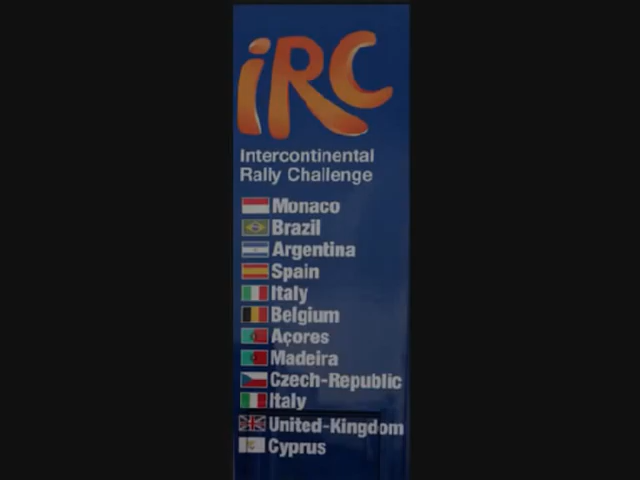 iRC
Intercontinental
Rally Challenge
Monaco
Brazil
Argentina
Spain
Italy
Belgium
Açores
Madeira
Czech-Republic
Italy
United-Kingdom
Cyprus